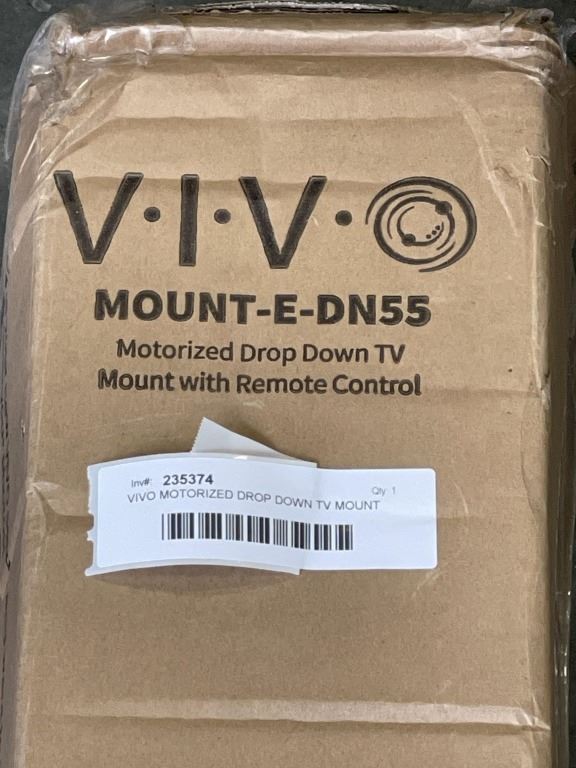 V·I·V·O
MOUNT-E-DN55
Motorized Drop Down TV
Mount with Remote Control
Inv#: 235374 Qty: 1
VIVO MOTORIZED DROP DOWN TV MOUNT